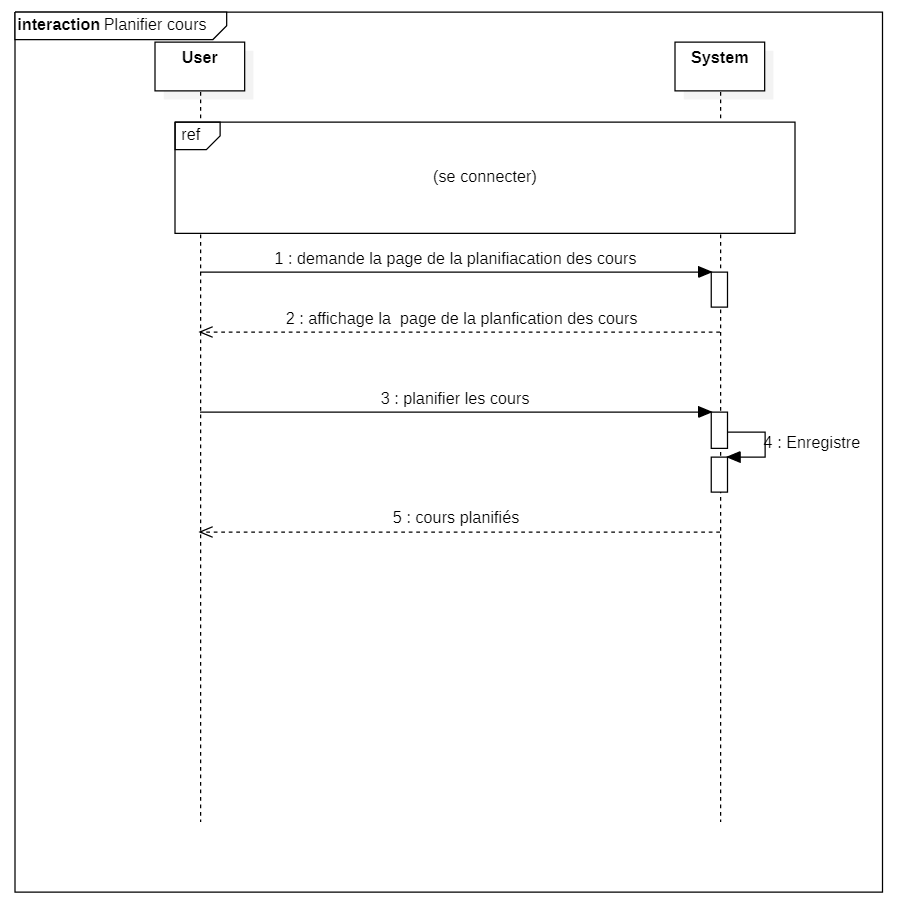 interaction Planifier cours
User
System
ref
(se connecter)
1 : demande la page de la planifiacation des cours
2 : affichage la  page de la planfication des cours
3 : planifier les cours
4 : Enregistre
5 : cours planifiés